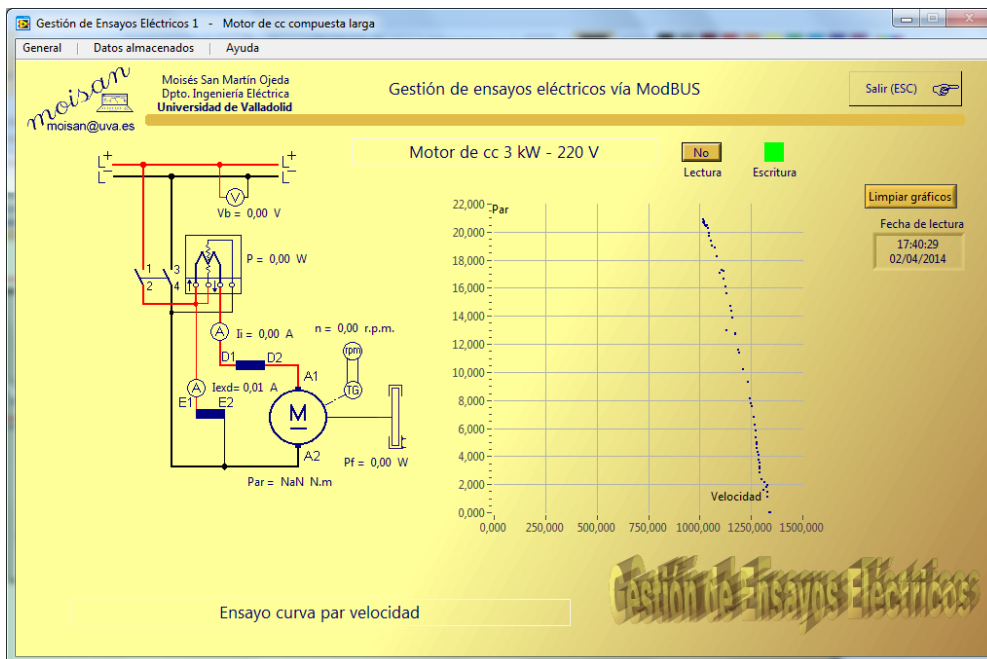 Gestión de Ensayos Eléctricos 1 - Motor de cc compuesta larga
General | Datos almacenados | Ayuda
moisan
moisan@uva.es
Moisés San Martín Ojeda
Dpto. Ingeniería Eléctrica
Universidad de Valladolid
Gestión de ensayos eléctricos vía ModBUS
Salir (ESC)
Motor de cc 3 kW - 220 V
No
Lectura
Escritura
Limpiar gráficos
Fecha de lectura
17:40:29
02/04/2014
L+
L-
L+
L-
V
Vb = 0,00 V
P = 0,00 W
1
3
2
4
A
Ii = 0,00 A
n = 0,00 r.p.m.
rpm
D1
D2
A1
TG
A
Iexd= 0,01 A
E1
E2
M
A2
Pf = 0,00 W
Par = NaN N.m
Par
22,000
20,000
18,000
16,000
14,000
12,000
10,000
8,000
6,000
4,000
2,000
0,000
Velocidad
0,000 250,000 500,000 750,000 1000,000 1250,000 1500,000
Gestión de Ensayos Eléctricos
Ensayo curva par velocidad